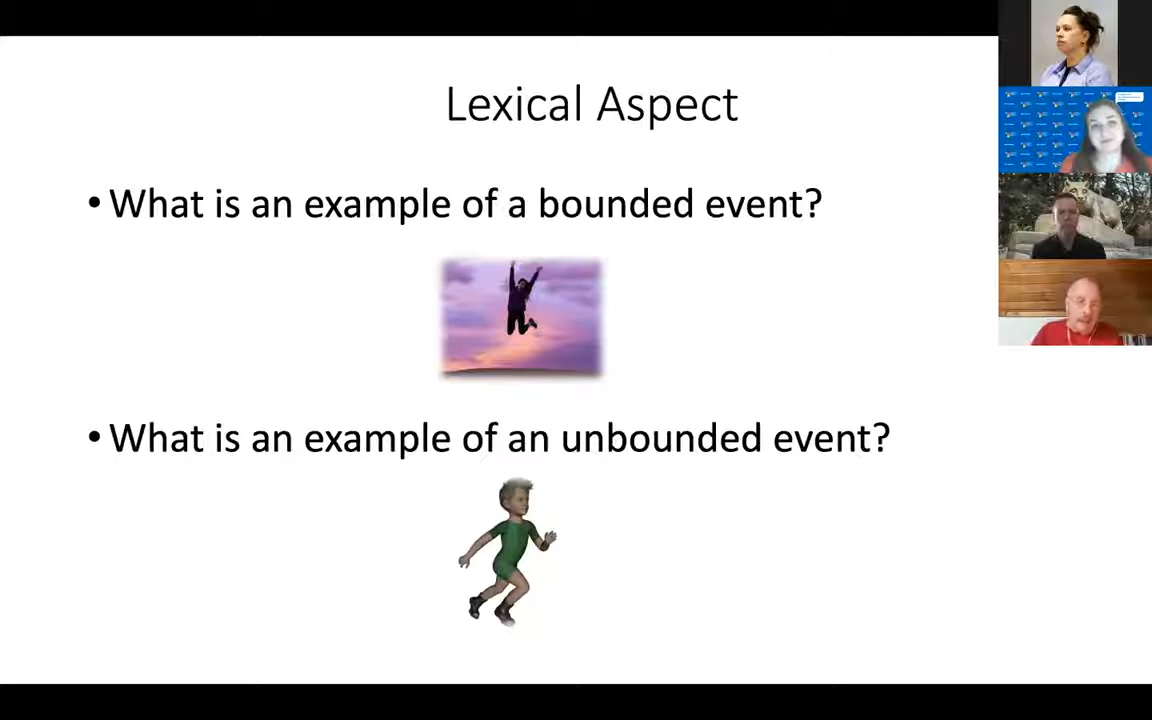 Lexical Aspect
• What is an example of a bounded event?
• What is an example of an unbounded event?